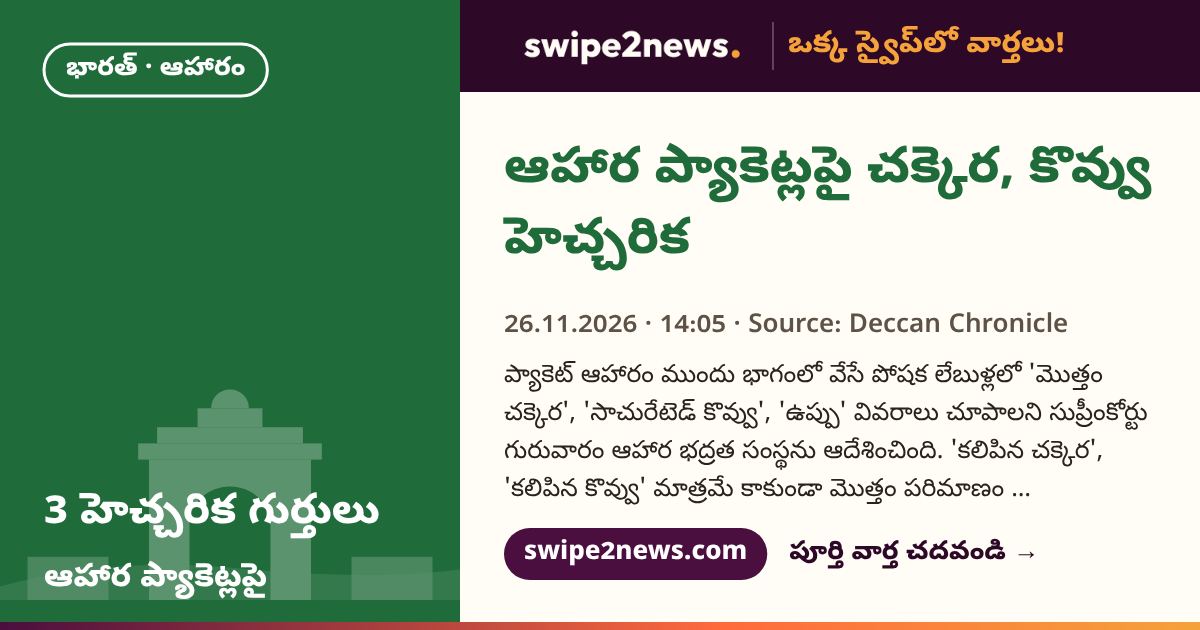 భారత్ · ఆహారం
3 హెచ్చరిక గుర్తులు
ఆహార ప్యాకెట్లపై
swipe2news.
ఒక్క స్వైప్‌లో వార్తలు!
ఆహార ప్యాకెట్లపై చక్కెర, కొవ్వు
హెచ్చరిక
26.11.2026 · 14:05 · Source: Deccan Chronicle
ప్యాకెట్ ఆహారం ముందు భాగంలో వేసే పోషక లేబుళ్లలో 'మొత్తం
చక్కెర', 'సాచురేటెడ్ కొవ్వు', 'ఉప్పు' వివరాలు చూపాలని సుప్రీంకోర్టు
గురువారం ఆహార భద్రత సంస్థను ఆదేశించింది. 'కలిపిన చక్కెర',
'కలిపిన కొవ్వు' మాత్రమే కాకుండా మొత్తం పరిమాణం ...
swipe2news.com
పూర్తి వార్త చదవండి →